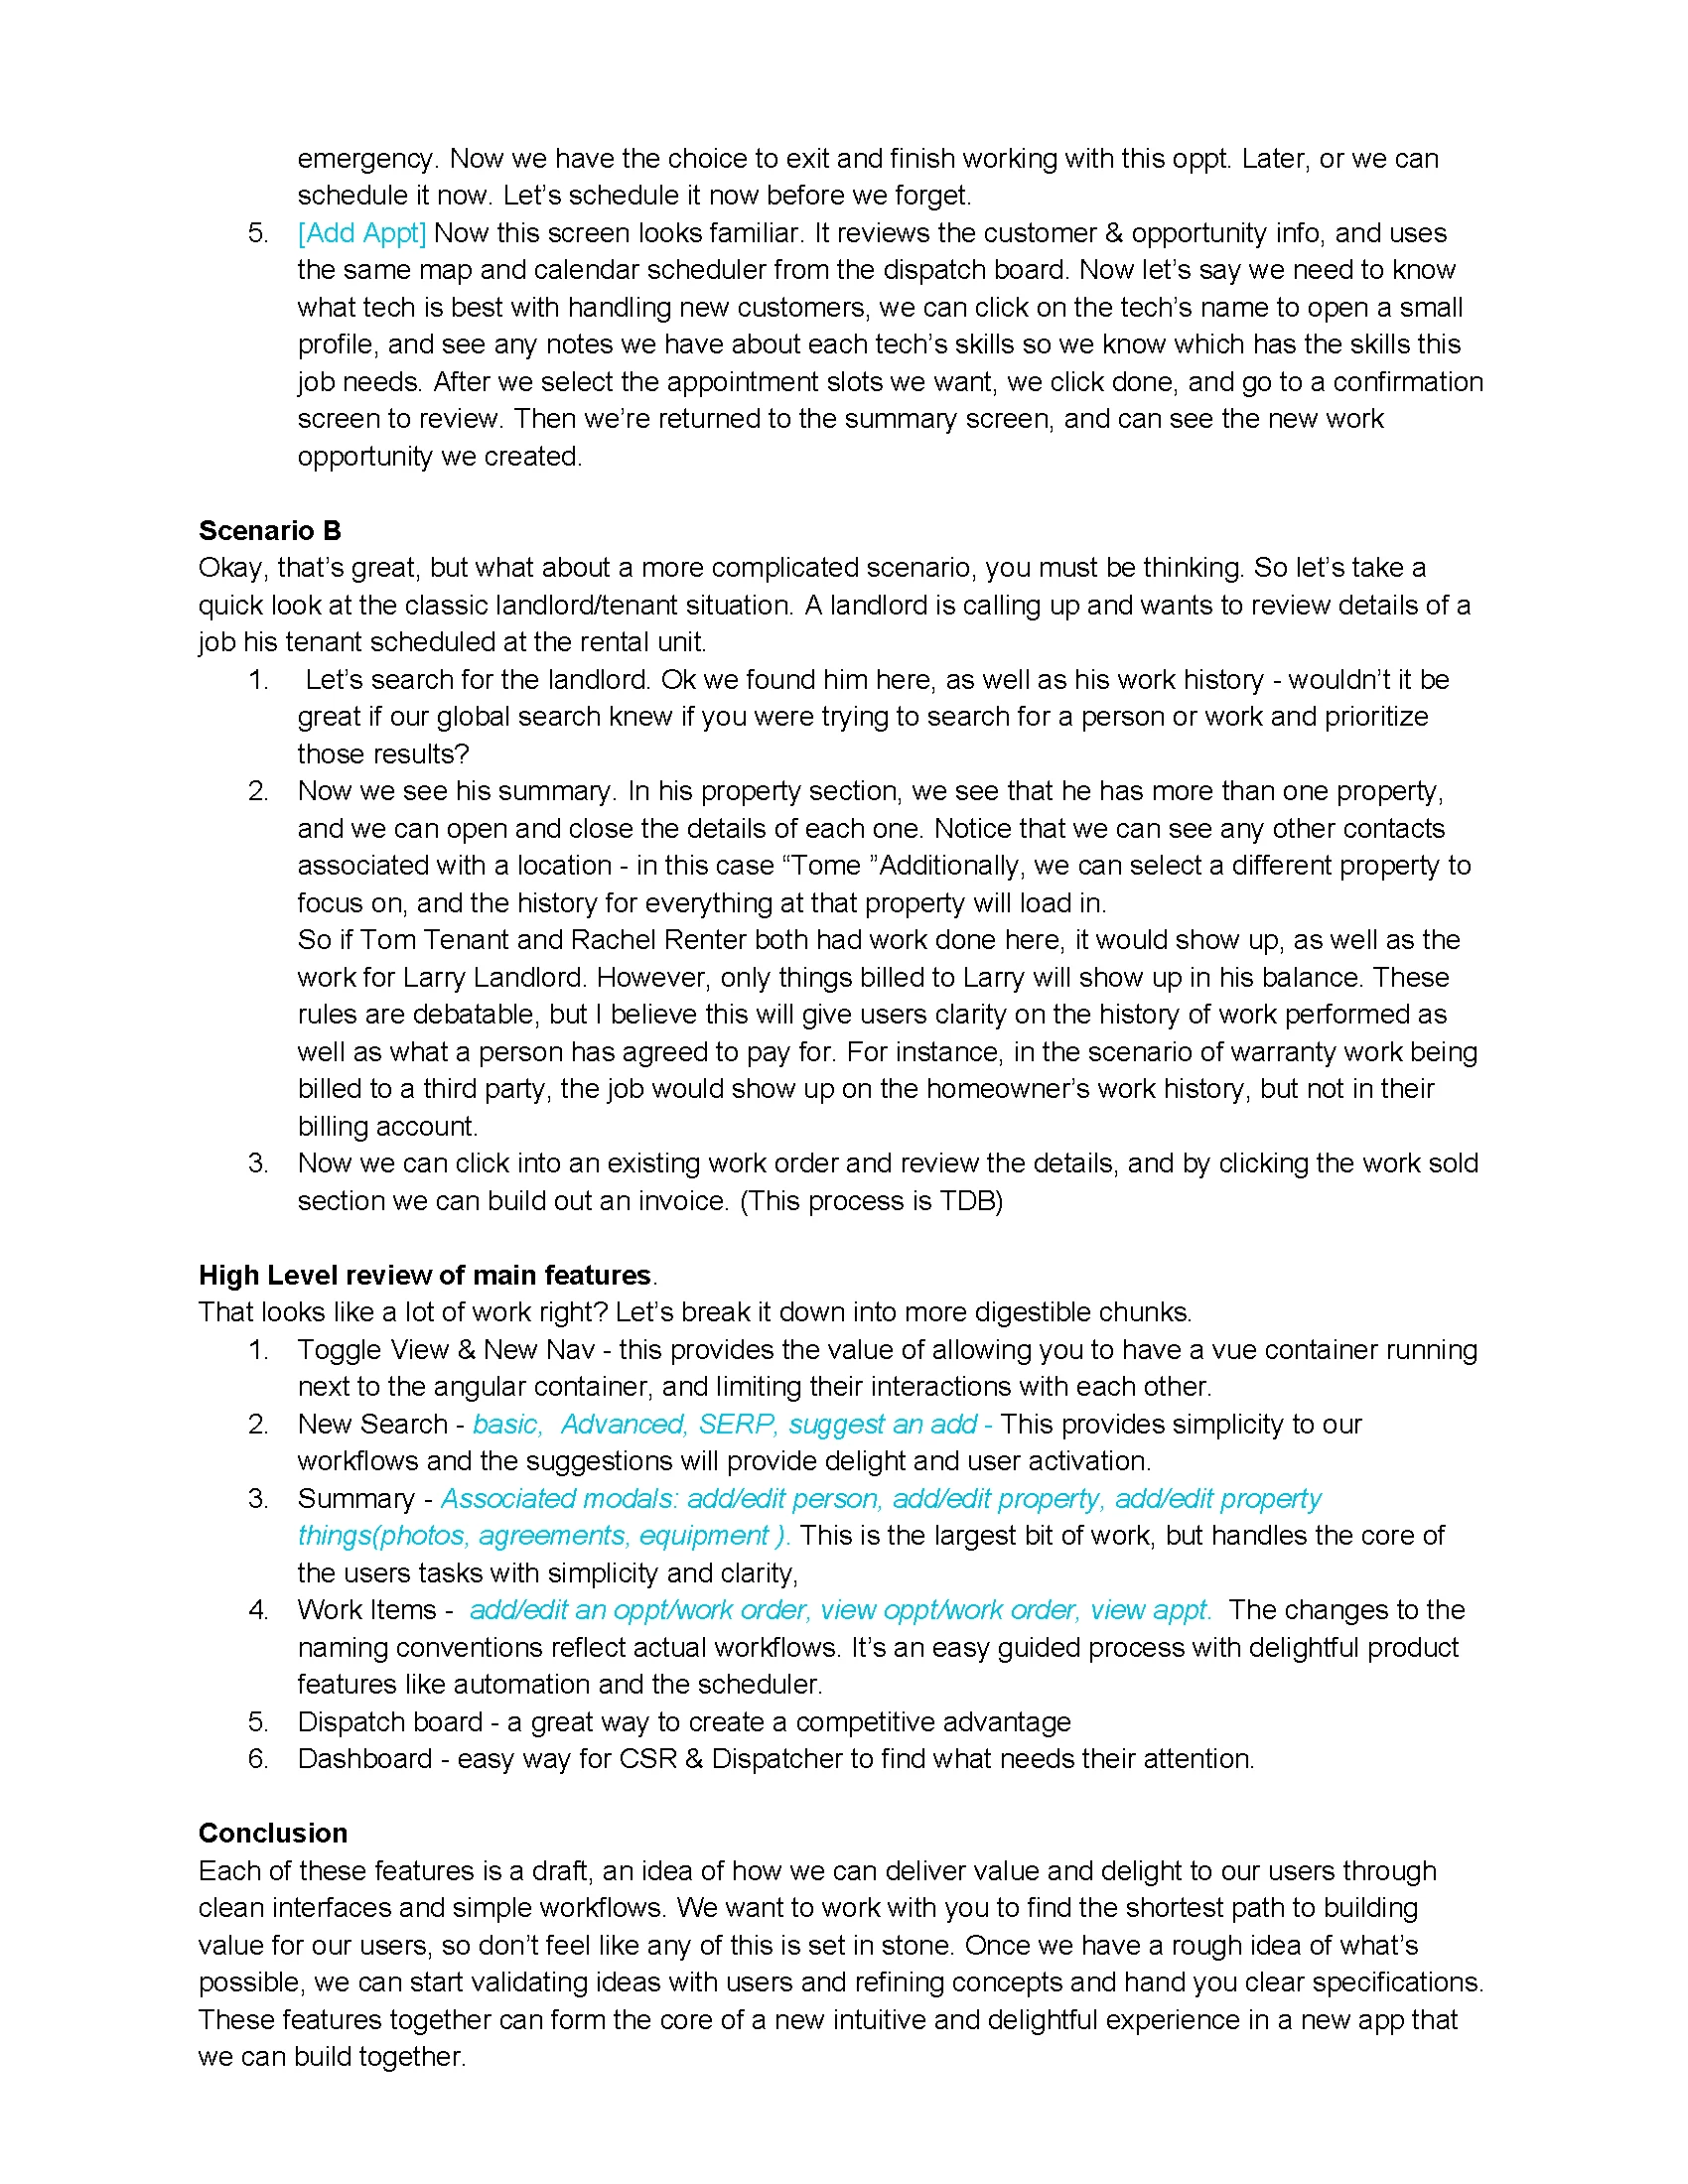 emergency. Now we have the choice to exit and finish working with this oppt. Later, or we can
schedule it now. Let’s schedule it now before we forget.
5. [Add Appt] Now this screen looks familiar. It reviews the customer & opportunity info, and uses
the same map and calendar scheduler from the dispatch board. Now let’s say we need to know
what tech is best with handling new customers, we can click on the tech’s name to open a small
profile, and see any notes we have about each tech’s skills so we know which has the skills this
job needs. After we select the appointment slots we want, we click done, and go to a confirmation
screen to review. Then we’re returned to the summary screen, and can see the new work
opportunity we created.
Scenario B
Okay, that’s great, but what about a more complicated scenario, you must be thinking. So let’s take a
quick look at the classic landlord/tenant situation. A landlord is calling up and wants to review details of a
job his tenant scheduled at the rental unit.
1. Let’s search for the landlord. Ok we found him here, as well as his work history - wouldn’t it be
great if our global search knew if you were trying to search for a person or work and prioritize
those results?
2. Now we see his summary. In his property section, we see that he has more than one property,
and we can open and close the details of each one. Notice that we can see any other contacts
associated with a location - in this case “Tome ”Additionally, we can select a different property to
focus on, and the history for everything at that property will load in.
So if Tom Tenant and Rachel Renter both had work done here, it would show up, as well as the
work for Larry Landlord. However, only things billed to Larry will show up in his balance. These
rules are debatable, but I believe this will give users clarity on the history of work performed as
well as what a person has agreed to pay for. For instance, in the scenario of warranty work being
billed to a third party, the job would show up on the homeowner’s work history, but not in their
billing account.
3. Now we can click into an existing work order and review the details, and by clicking the work sold
section we can build out an invoice. (This process is TDB)
High Level review of main features.
That looks like a lot of work right? Let’s break it down into more digestible chunks.
1. Toggle View & New Nav - this provides the value of allowing you to have a vue container running
next to the angular container, and limiting their interactions with each other.
2. New Search - basic, Advanced, SERP, suggest an add - This provides simplicity to our
workflows and the suggestions will provide delight and user activation.
3. Summary - Associated modals: add/edit person, add/edit property, add/edit property
things(photos, agreements, equipment ). This is the largest bit of work, but handles the core of
the users tasks with simplicity and clarity,
4. Work Items - add/edit an oppt/work order, view oppt/work order, view appt. The changes to the
naming conventions reflect actual workflows. It’s an easy guided process with delightful product
features like automation and the scheduler.
5. Dispatch board - a great way to create a competitive advantage
6. Dashboard - easy way for CSR & Dispatcher to find what needs their attention.
Conclusion
Each of these features is a draft, an idea of how we can deliver value and delight to our users through
clean interfaces and simple workflows. We want to work with you to find the shortest path to building
value for our users, so don’t feel like any of this is set in stone. Once we have a rough idea of what’s
possible, we can start validating ideas with users and refining concepts and hand you clear specifications.
These features together can form the core of a new intuitive and delightful experience in a new app that
we can build together.